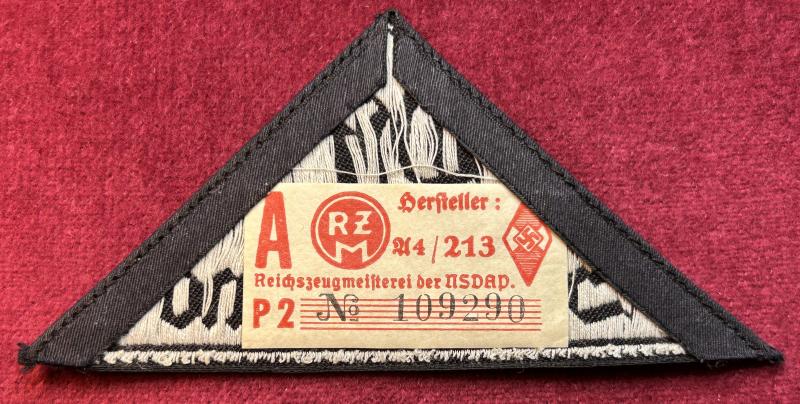 A RZM Hersteller:
A4/213
Reichszeugmeisterei der NSDAP.
P2 № 109290